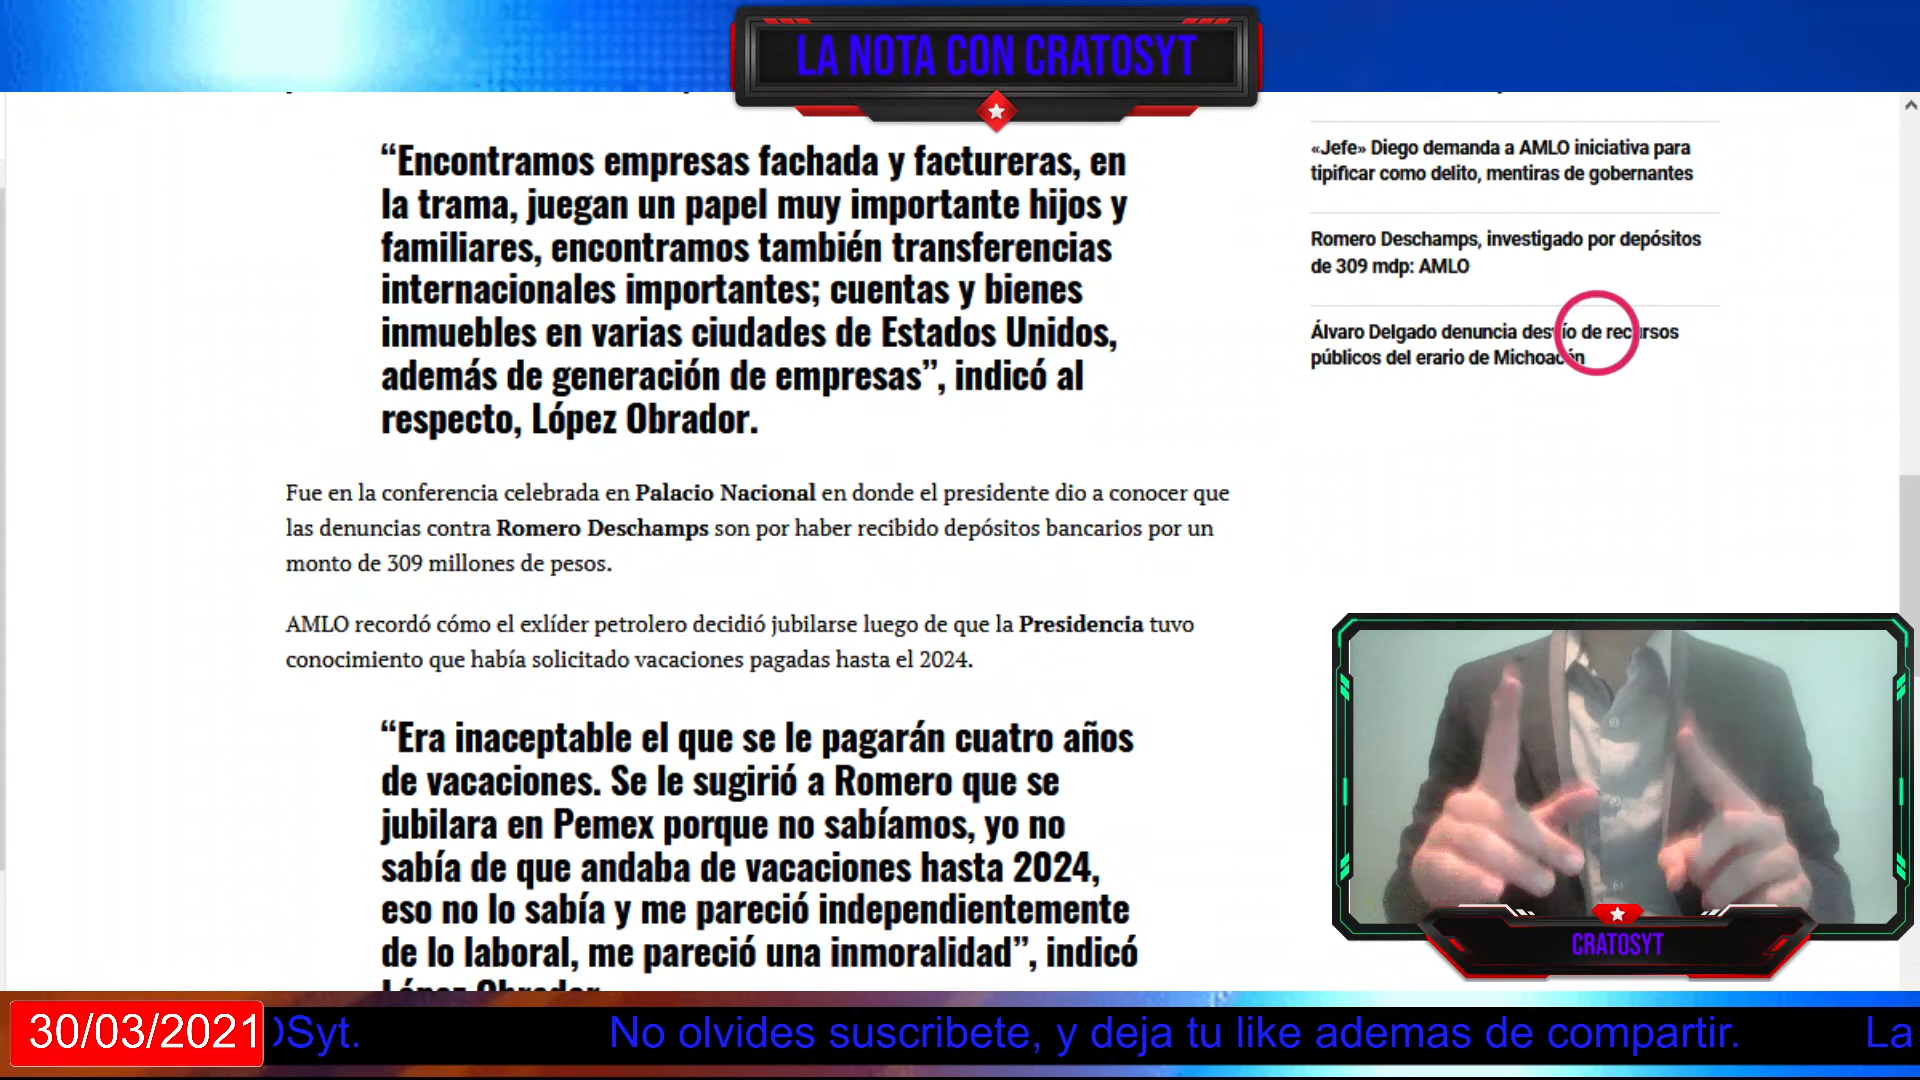 LA NOTA CON CRATOSYT
“Encontramos empresas fachada y factureras, en
la trama, juegan un papel muy importante hijos y
familiares, encontramos también transferencias
internacionales importantes; cuentas y bienes
inmuebles en varias ciudades de Estados Unidos,
además de generación de empresas”, indicó al
respecto, López Obrador.
Fue en la conferencia celebrada en Palacio Nacional en donde el presidente dio a conocer que
las denuncias contra Romero Deschamps son por haber recibido depósitos bancarios por un
monto de 309 millones de pesos.
AMLO recordó cómo el exlíder petrolero decidió jubilarse luego de que la Presidencia tuvo
conocimiento que había solicitado vacaciones pagadas hasta el 2024.
“Era inaceptable el que se le pagarán cuatro años
de vacaciones. Se le sugirió a Romero que se
jubilara en Pemex porque no sabíamos, yo no
sabía de que andaba de vacaciones hasta 2024,
eso no lo sabía y me pareció independientemente
de lo laboral, me pareció una inmoralidad”, indicó
López Obrador
«Jefe» Diego demanda a AMLO iniciativa para
tipificar como delito, mentiras de gobernantes
Romero Deschamps, investigado por depósitos
de 309 mdp: AMLO
Álvaro Delgado denuncia desvío de recursos
públicos del erario de Michoacán
CRATOSYT
30/03/2021 OSyt. No olvides suscribete, y deja tu like ademas de compartir. La